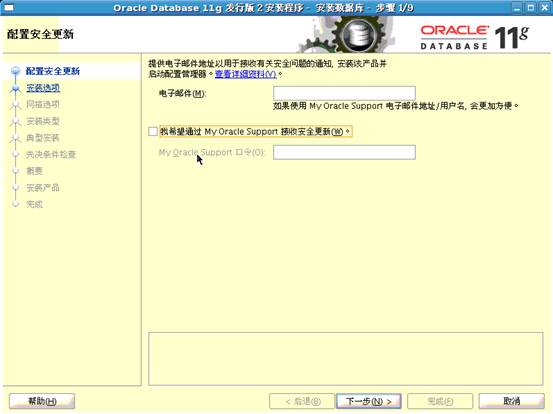 Oracle Database 11g 发行版 2 安装程序 - 安装数据库 - 步骤 1/9
配置安全更新
ORACLE
DATABASE 11g
配置安全更新
安装选项
网格选项
安装类型
典型安装
先决条件检查
概要
安装产品
完成
提供电子邮件地址以用于接收有关安全问题的通知, 安装该产品并
启动配置管理器。查看详细资料(V)。
电子邮件(M):
如果使用 My Oracle Support 电子邮件地址/用户名, 会更加方便。
我希望通过 My Oracle Support 接收安全更新(W)。
My Oracle Support 口令(O):
帮助(H)
< 后退(B)
下一步(N) >
完成(F)
取消